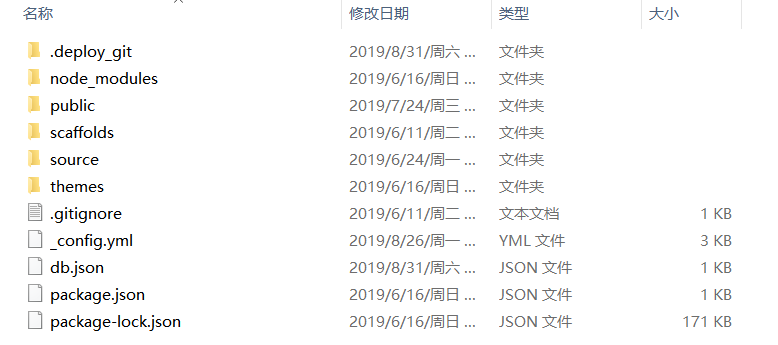 名称 修改日期 类型 大小
.deploy_git 2019/8/31/周六 ... 文件夹
node_modules 2019/6/16/周日 ... 文件夹
public 2019/7/24/周三 ... 文件夹
scaffolds 2019/6/11/周二 ... 文件夹
source 2019/6/24/周一 ... 文件夹
themes 2019/6/16/周日 ... 文件夹
.gitignore 2019/6/11/周二 ... 文本文档 1 KB
_config.yml 2019/8/26/周一 ... YML 文件 3 KB
db.json 2019/8/31/周六 ... JSON 文件 1 KB
package.json 2019/6/16/周日 ... JSON 文件 1 KB
package-lock.json 2019/6/16/周日 ... JSON 文件 171 KB